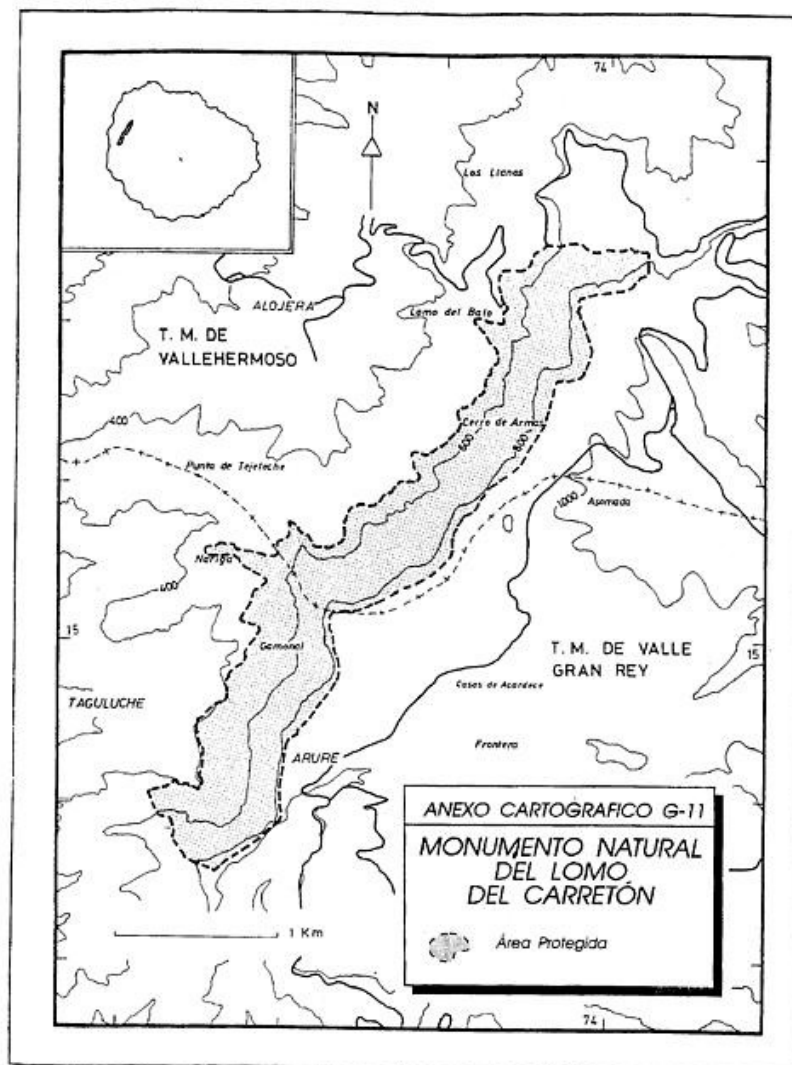 74
N
Los Llanos
ALOJERA
Lomo del Balo
T. M. DE
VALLEHERMOSO
400
Cerro de Armas
600
800
Punta de Tejeleche
1000
Asomada
Nariga
400
15
Gamonal
T. M. DE VALLE
GRAN REY
15
Casas de Acardece
TAGULUCHE
Frontera
ARURE
ANEXO CARTOGRAFICO G-11
MONUMENTO NATURAL
DEL LOMO
DEL CARRETÓN
Área Protegida
1 Km
74